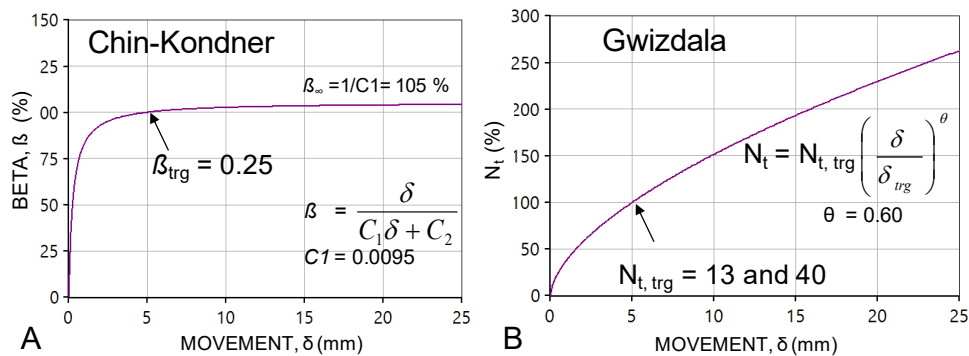 Chin-Kondner
150
25
00
75
50
25
0
BETA, ß (%)
ß∞ =1/C1= 105 %
ßtrg = 0.25
ß = δ / (C1δ + C2)
C1 = 0.0095
0 5 10 15 20 25
A
MOVEMENT, δ (mm)
Gwizdala
300
250
200
150
100
50
0
Nt (%)
Nt = Nt, trg (δ / δtrg)^θ
θ = 0.60
Nt, trg = 13 and 40
0 5 10 15 20 25
B
MOVEMENT, δ (mm)